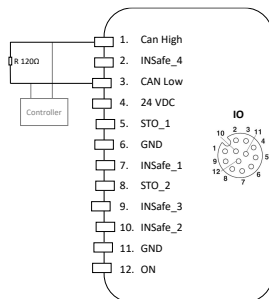 R 120Ω
Controller
1. Can High
2. INSafe_4
3. CAN Low
4. 24 VDC
5. STO_1
6. GND
7. INSafe_1
8. STO_2
9. INSafe_3
10. INSafe_2
11. GND
12. ON
IO
10 2 3 11
1 4
9 5
12 6
8 7